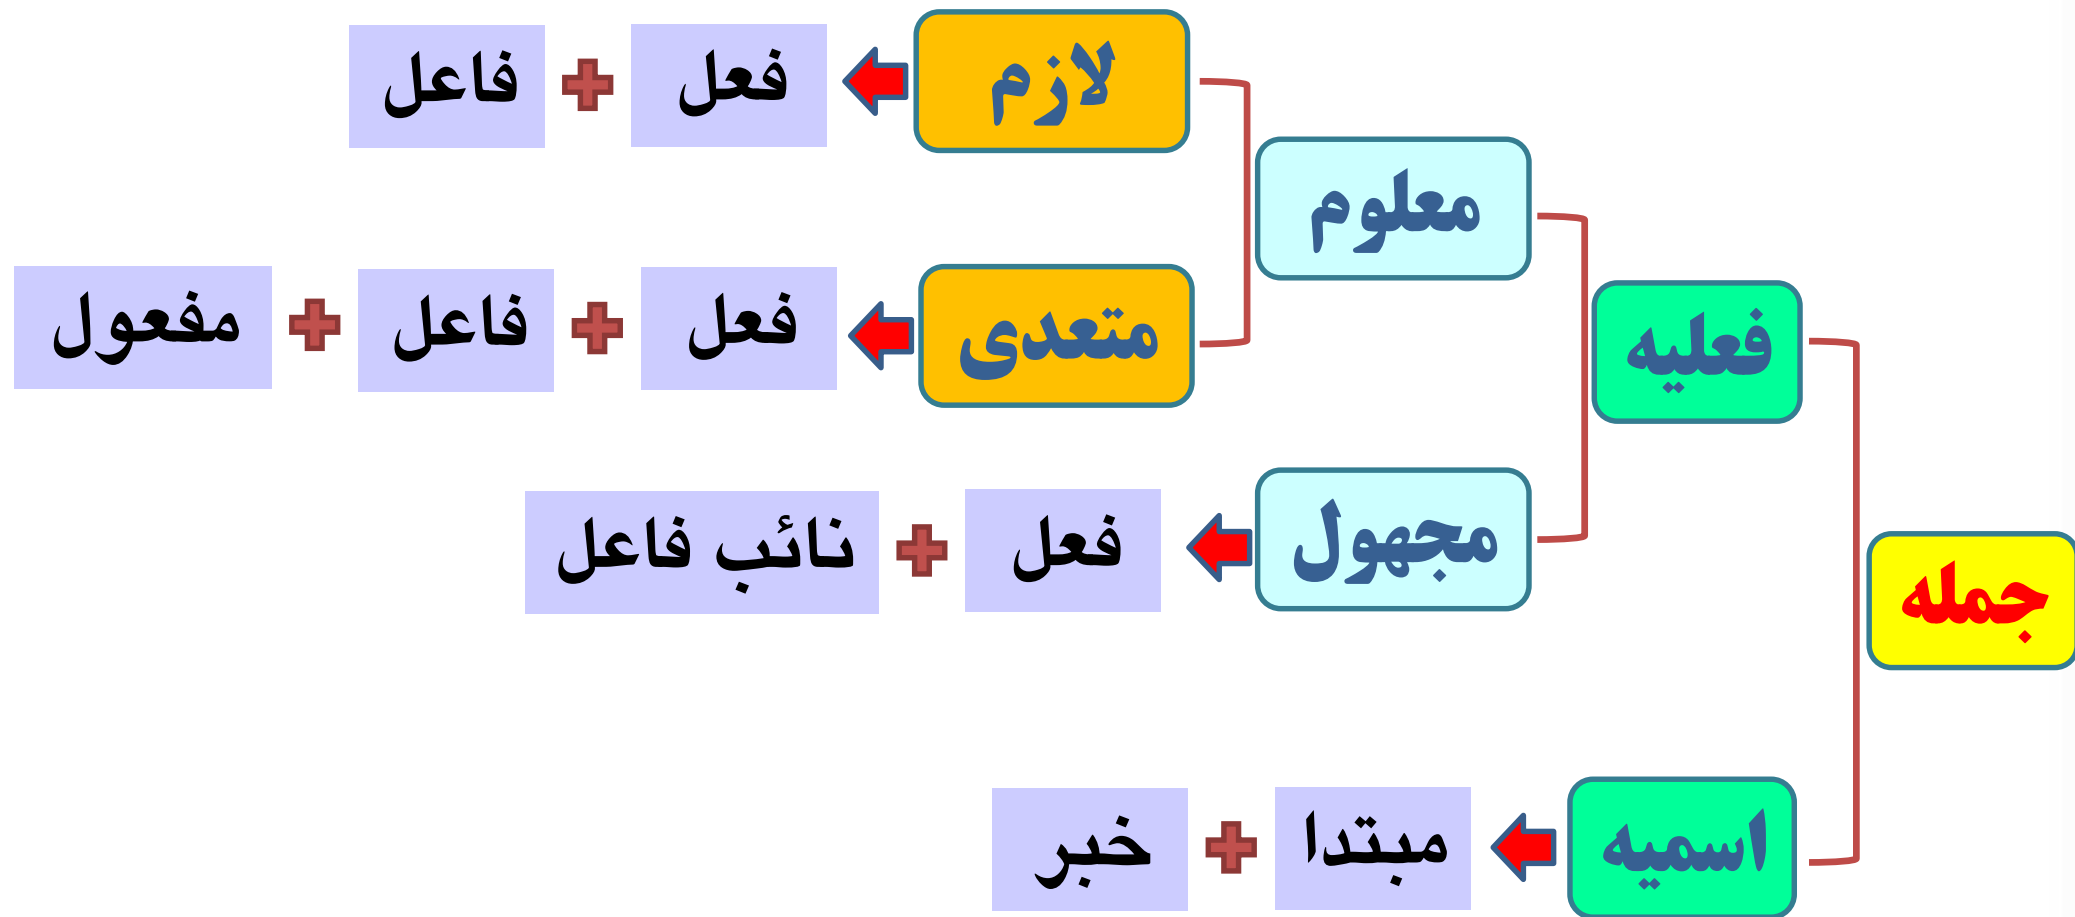 لازم
فعل
فاعل
معلوم
متعدی
فعل
فاعل
مفعول
فعلیه
مجهول
فعل
نائب فاعل
جمله
اسمیه
مبتدا
خبر